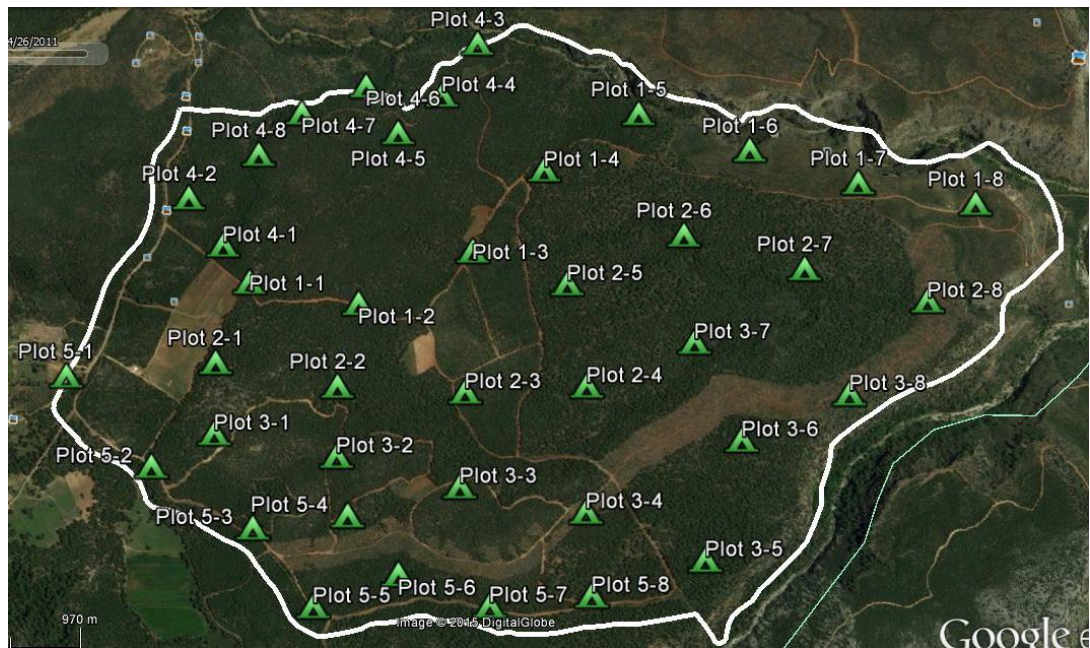 Plot 4-3
4/26/2011
Plot 4-6
Plot 4-4
Plot 1-5
Plot 4-8
Plot 4-7
Plot 4-5
Plot 1-6
Plot 1-4
Plot 1-7
Plot 4-2
Plot 1-8
Plot 2-6
Plot 4-1
Plot 1-3
Plot 2-7
Plot 1-1
Plot 2-5
Plot 2-8
Plot 1-2
Plot 3-7
Plot 2-1
Plot 5-1
Plot 2-2
Plot 2-3
Plot 2-4
Plot 3-8
Plot 3-1
Plot 3-6
Plot 3-2
Plot 5-2
Plot 3-3
Plot 5-4
Plot 3-4
Plot 5-3
Plot 3-5
Plot 5-6
Plot 5-8
Plot 5-5
Plot 5-7
970 m
Image © 2015 DigitalGlobe
Google e